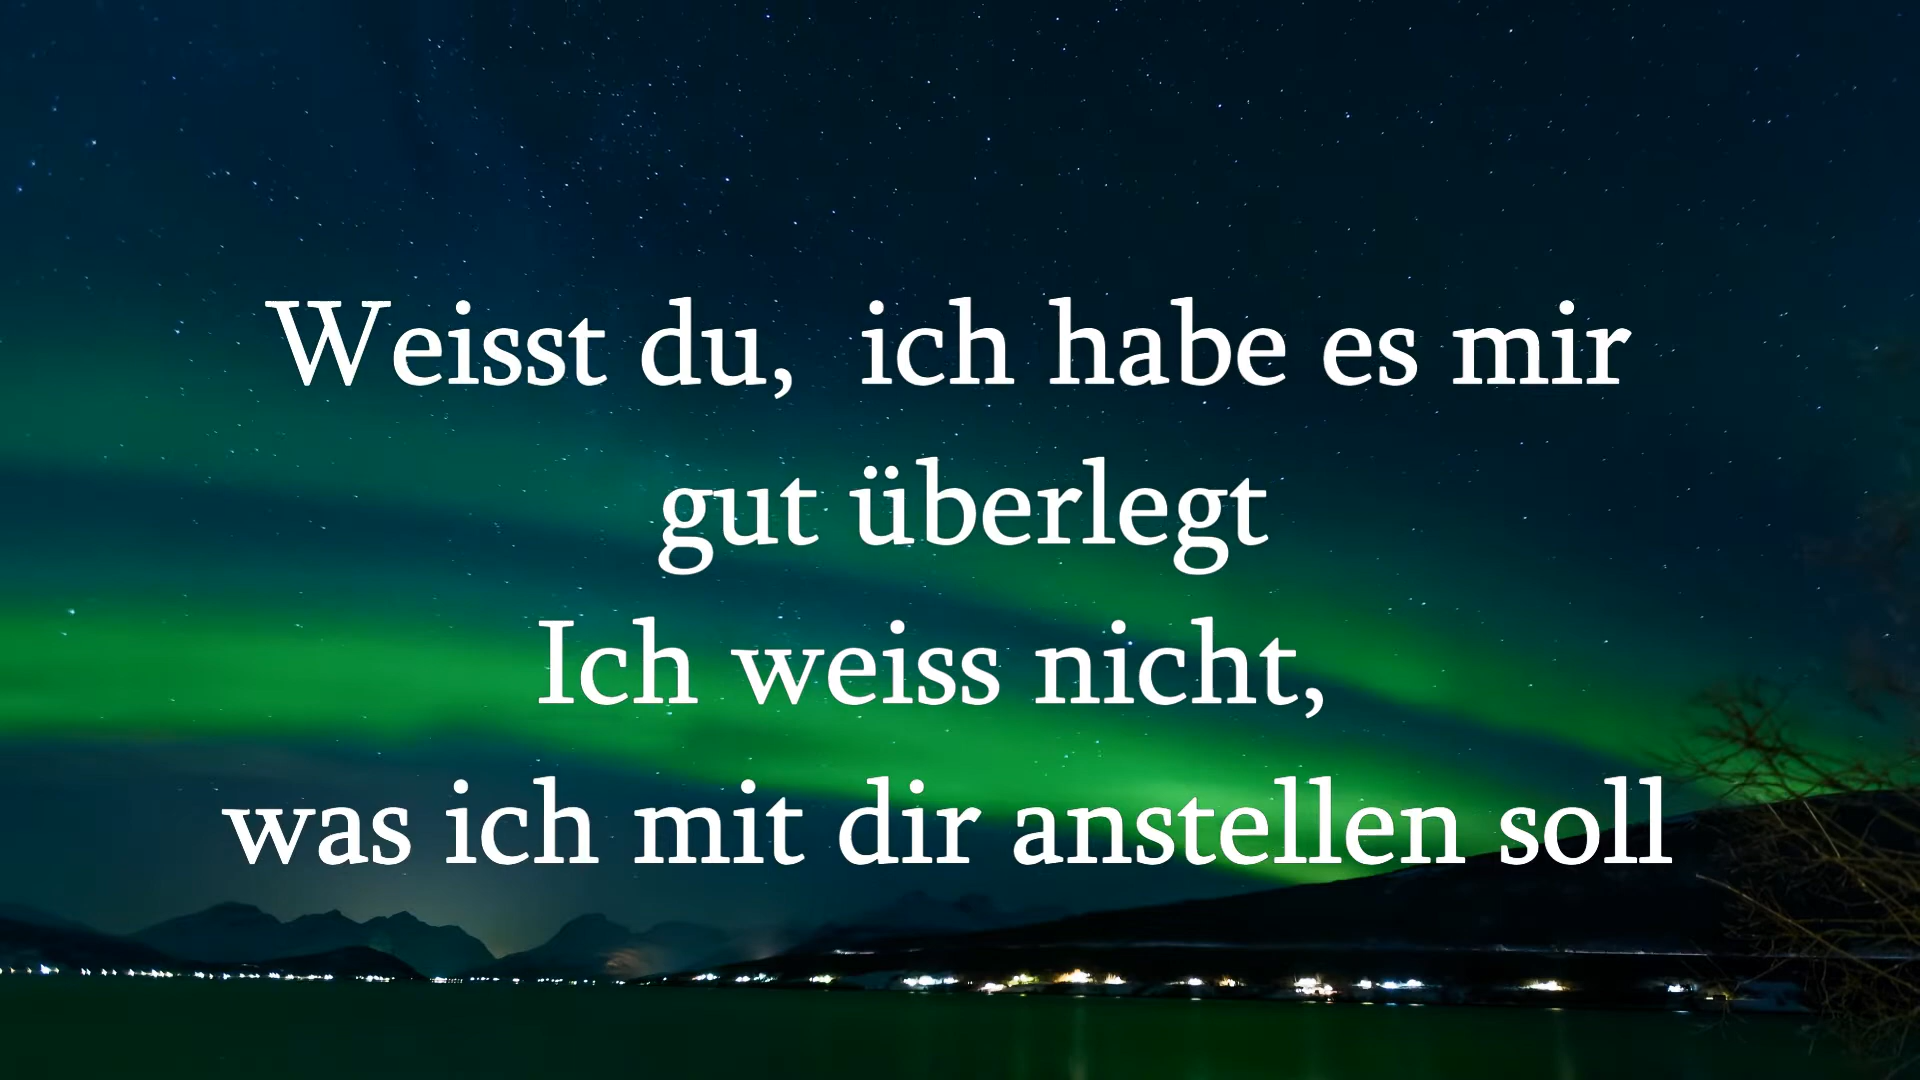 Weisst du,  ich habe es mir
gut überlegt
Ich weiss nicht,
was ich mit dir anstellen soll